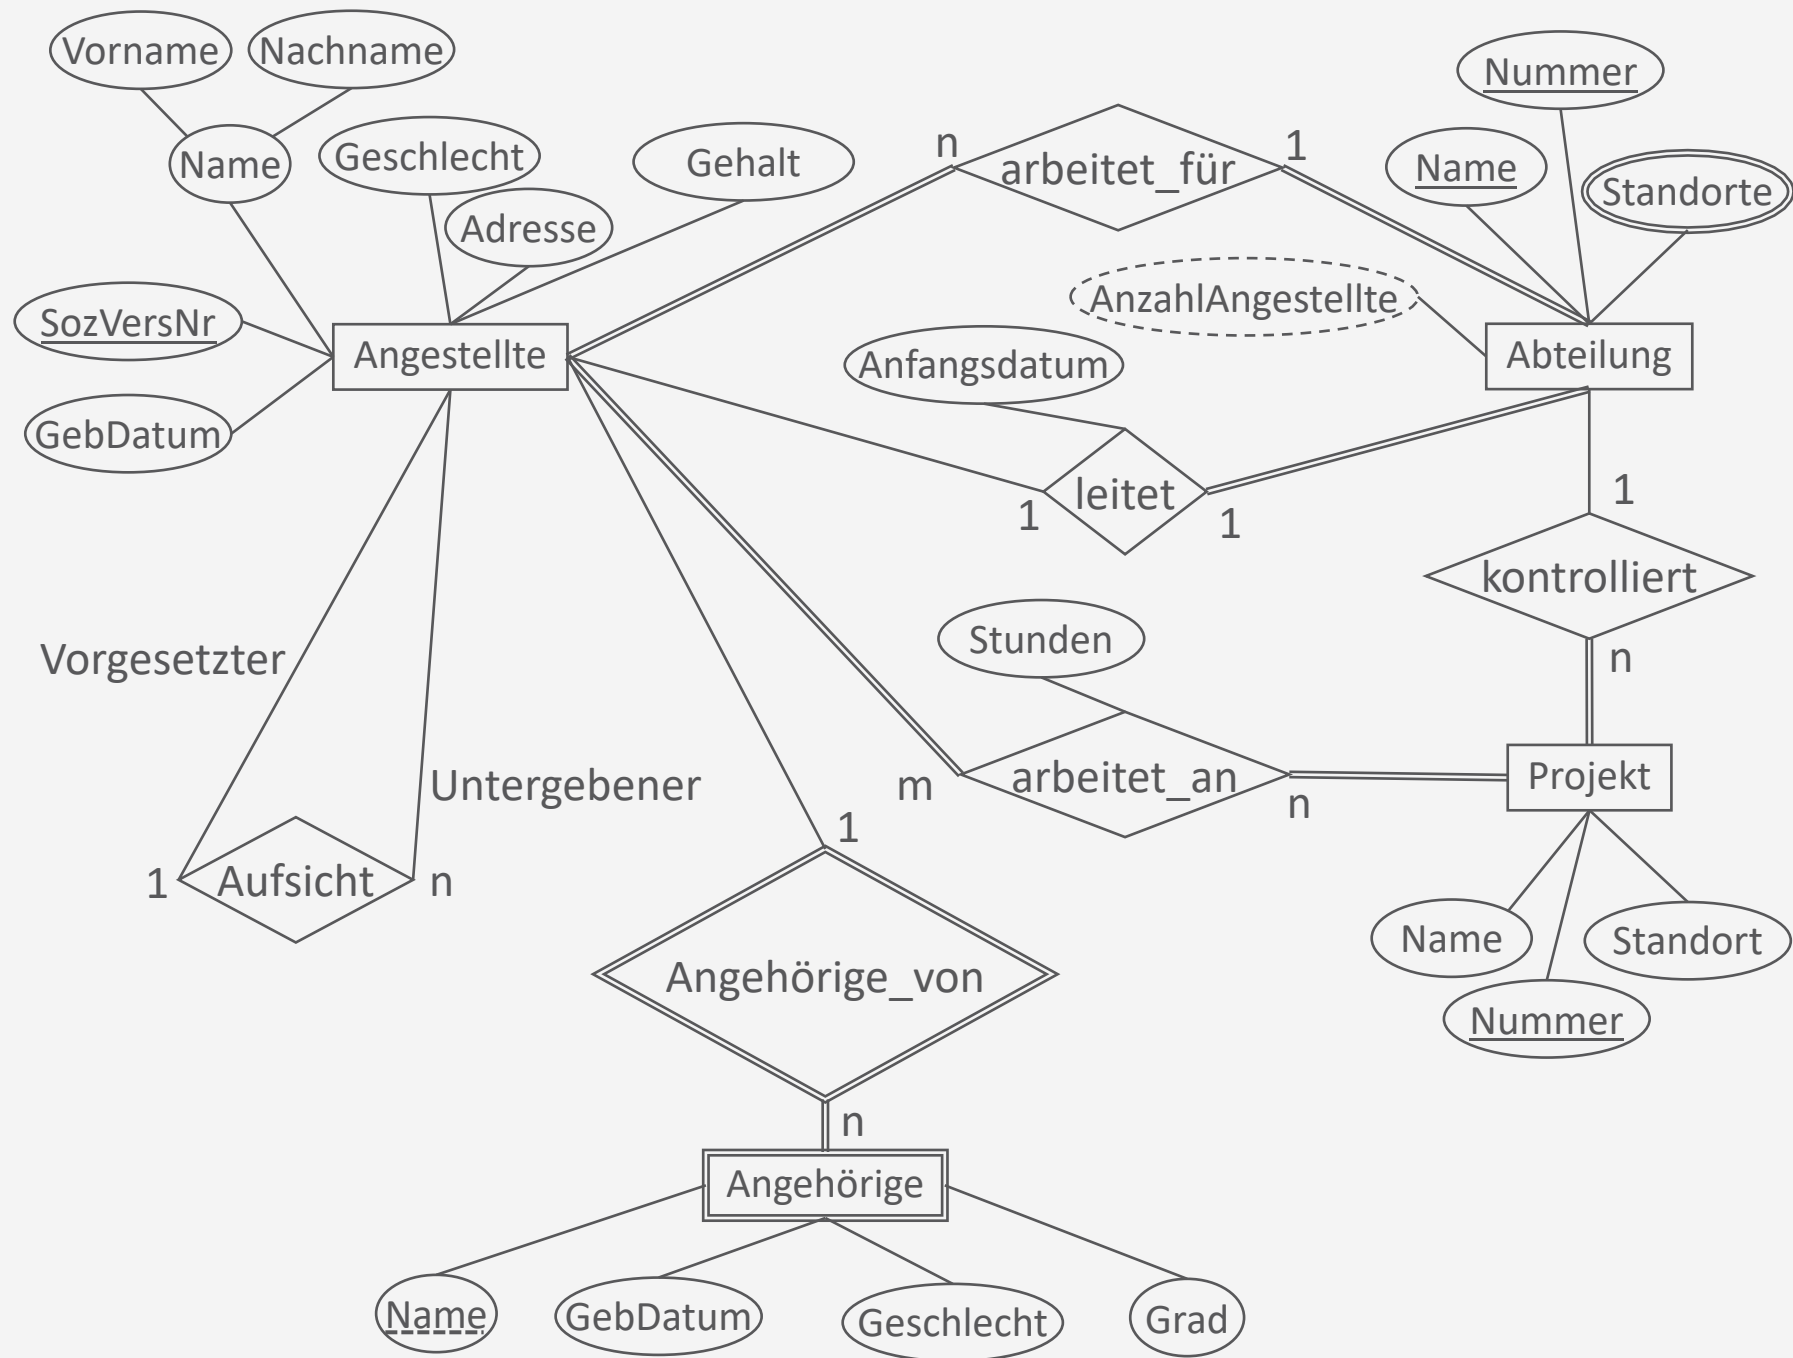 Vorname
Nachname
Nummer
Name
Geschlecht
Gehalt
n
arbeitet_für
1
Name
Standorte
Adresse
SozVersNr
AnzahlAngestellte
Angestellte
Anfangsdatum
Abteilung
GebDatum
1
leitet
1
1
kontrolliert
n
Vorgesetzter
Stunden
Untergebener
m
arbeitet_an
n
Projekt
1
1
Aufsicht
n
Name
Standort
Angehörige_von
Nummer
n
Angehörige
Name
GebDatum
Geschlecht
Grad